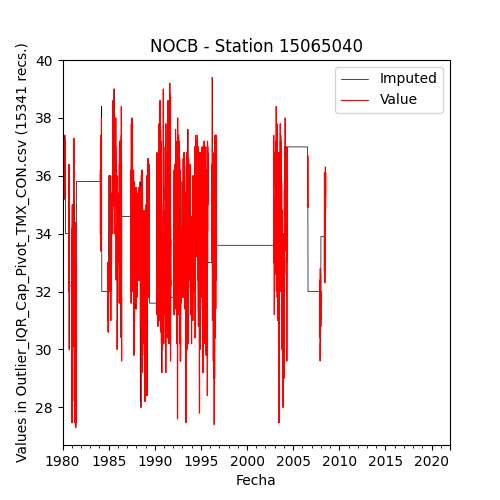 NOCB - Station 15065040
Imputed
Value
Values in Outlier_IQR_Cap_Pivot_TMX_CON.csv (15341 recs.)
40
38
36
34
32
30
28
1980 1985 1990 1995 2000 2005 2010 2015 2020
Fecha